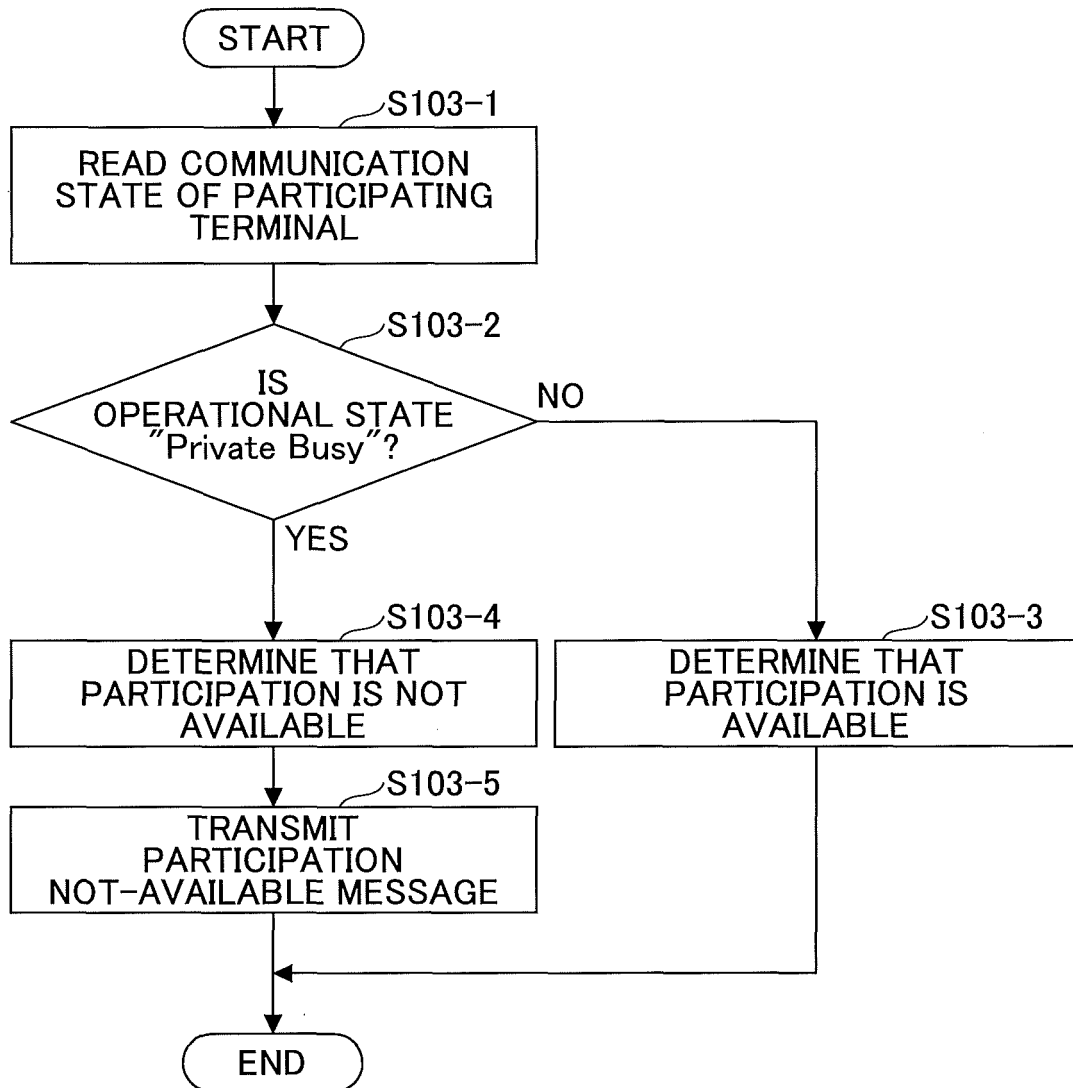 START
S103-1
READ COMMUNICATION
STATE OF PARTICIPATING
TERMINAL
S103-2
IS
OPERATIONAL STATE
"Private Busy"?
NO
YES
S103-4
DETERMINE THAT
PARTICIPATION IS NOT
AVAILABLE
S103-3
DETERMINE THAT
PARTICIPATION IS
AVAILABLE
S103-5
TRANSMIT
PARTICIPATION
NOT-AVAILABLE MESSAGE
END